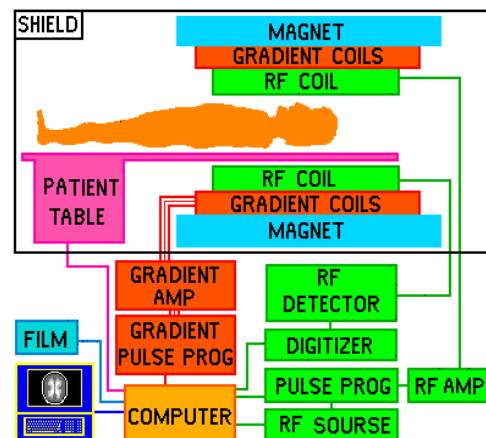 SHIELD
MAGNET
GRADIENT COILS
RF COIL
PATIENT
TABLE
RF COIL
GRADIENT COILS
MAGNET
GRADIENT
AMP
RF
DETECTOR
FILM
GRADIENT
PULSE PROG
DIGITIZER
COMPUTER
PULSE PROG
RF AMP
RF SOURSE